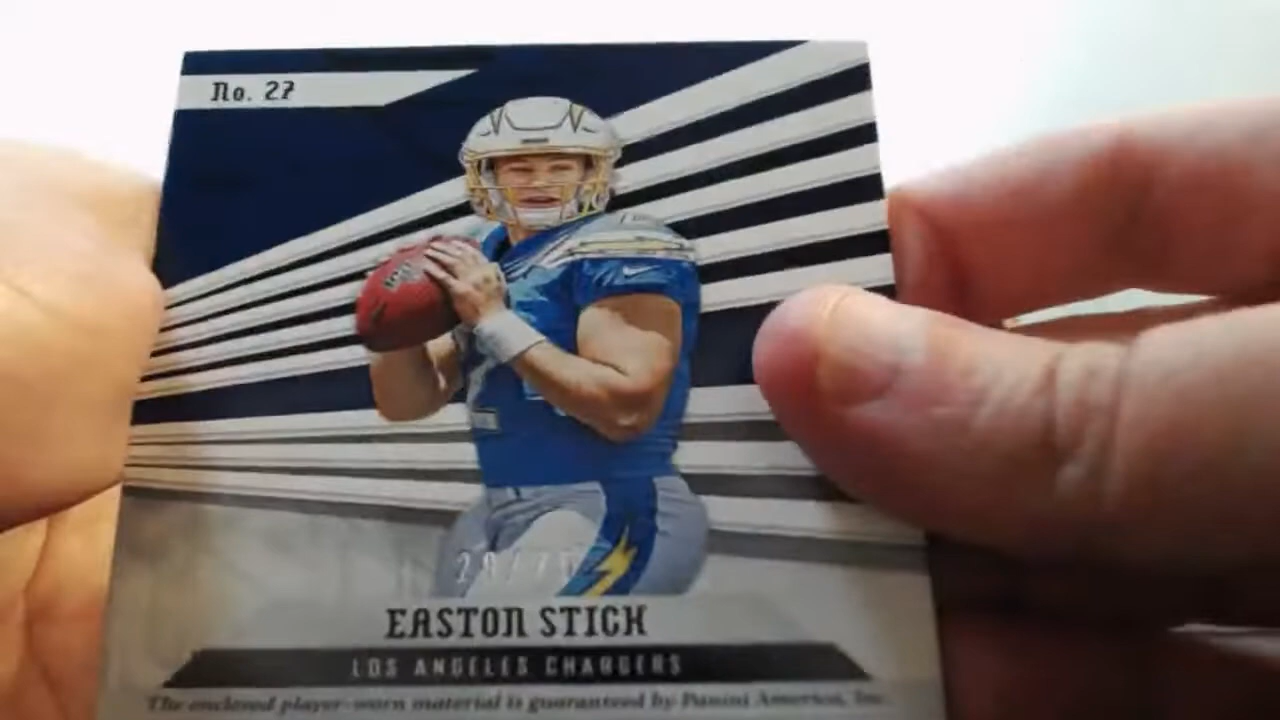 No. 27
EASTON STICK
LOS ANGELES CHARGERS
The enclosed player-worn material is guaranteed by Panini America, Inc.